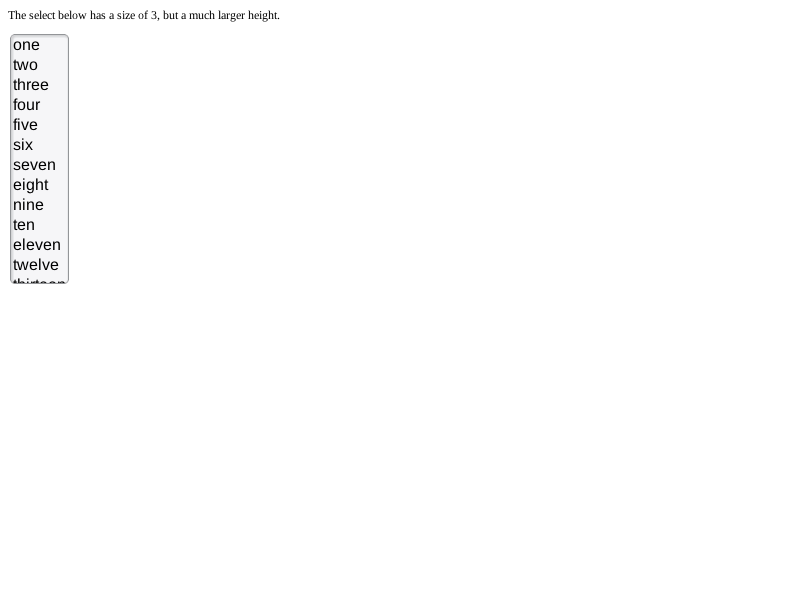 The select below has a size of 3, but a much larger height.
one
two
three
four
five
six
seven
eight
nine
ten
eleven
twelve
thirteen